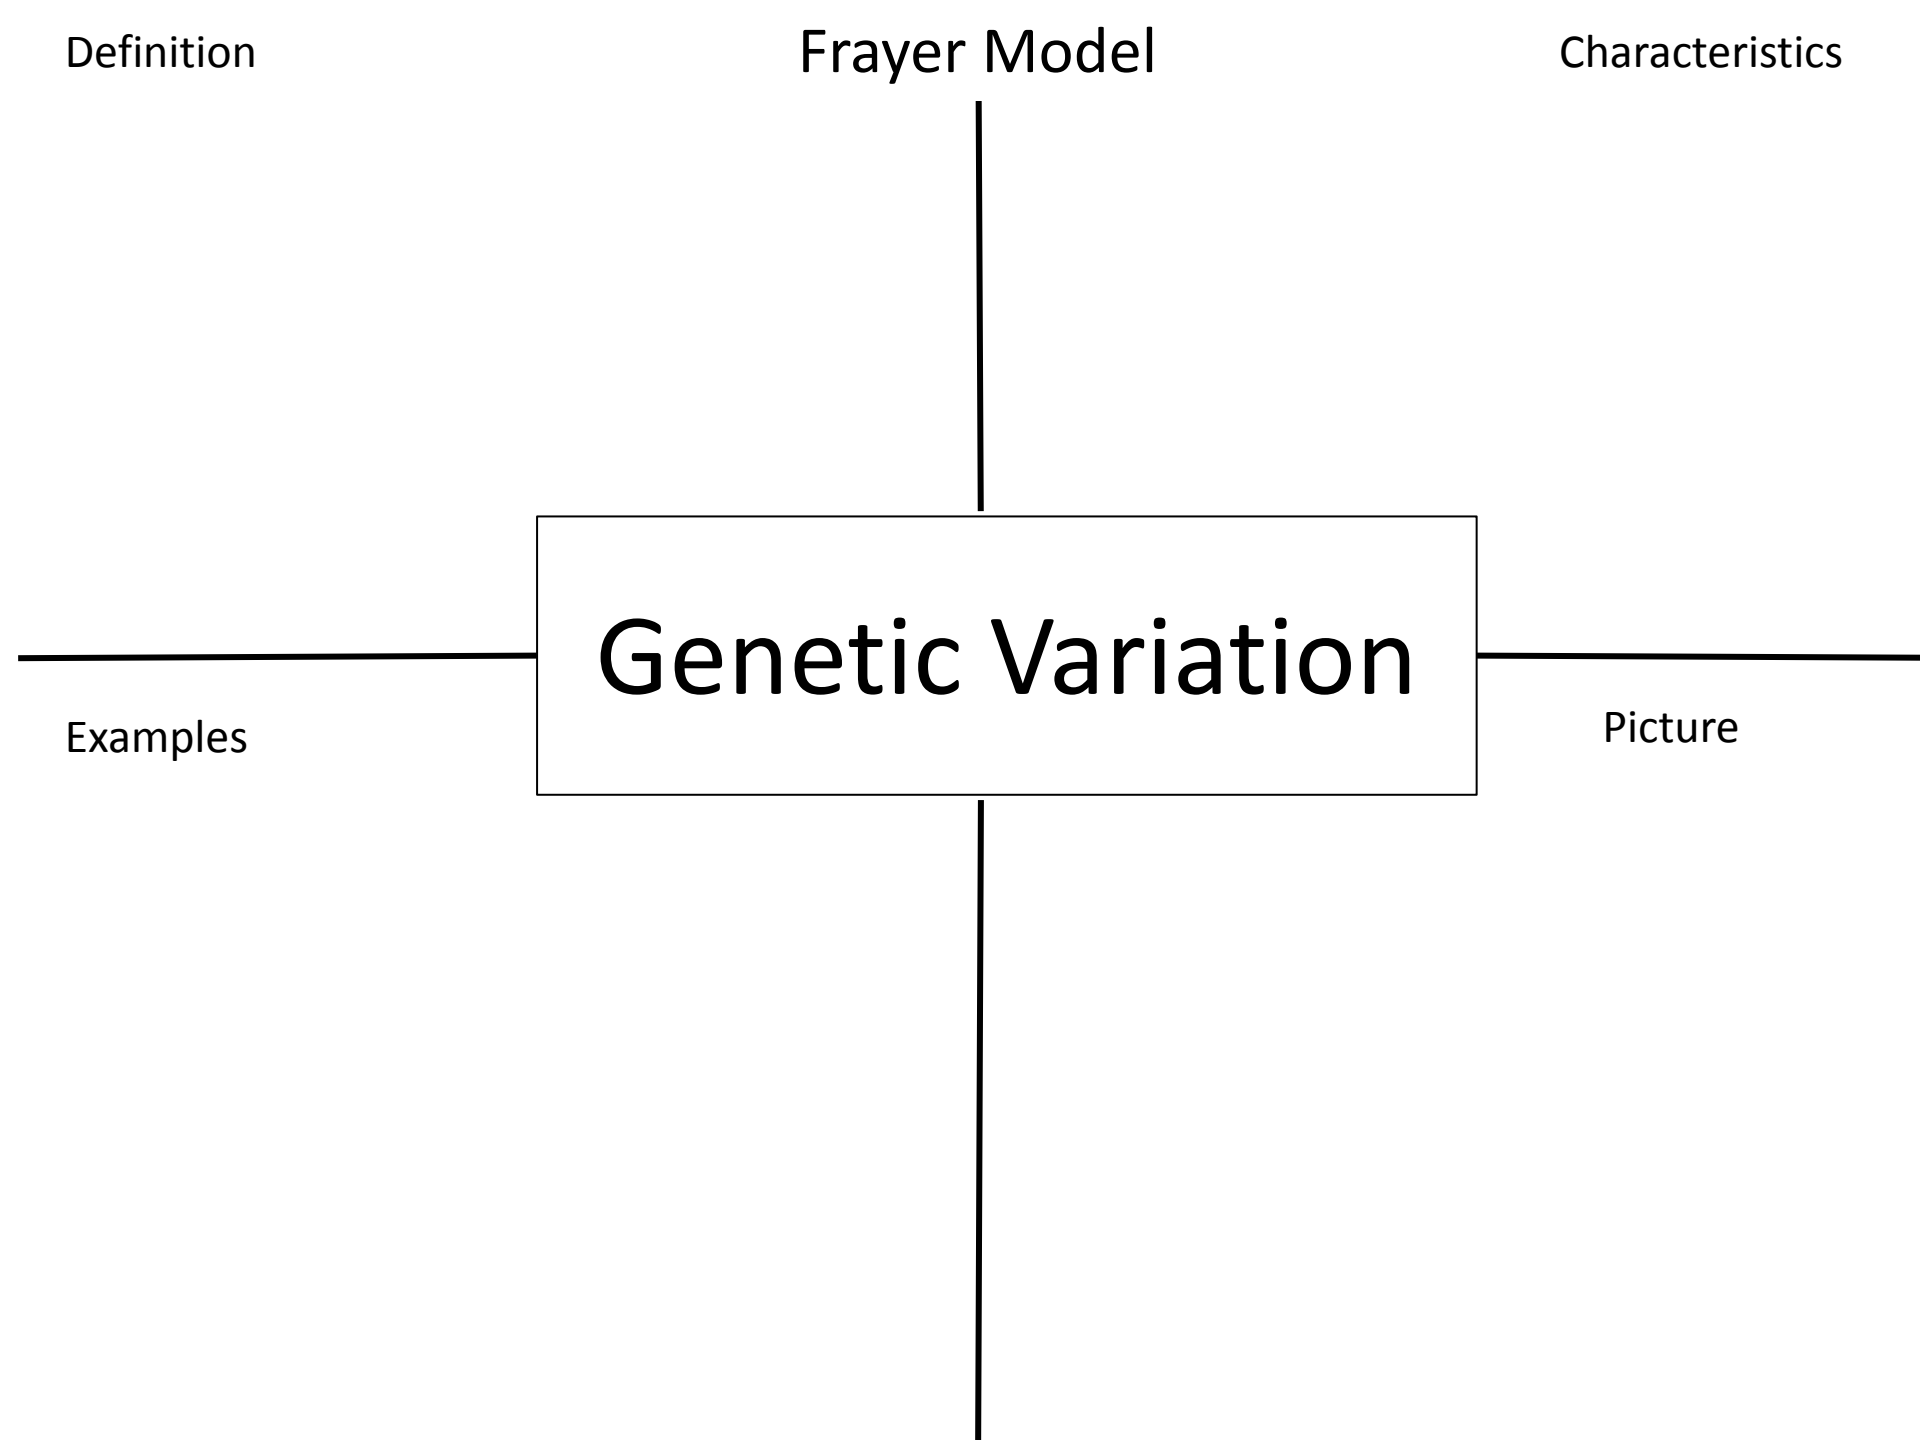 Definition
Frayer Model
Characteristics
Genetic Variation
Examples
Picture